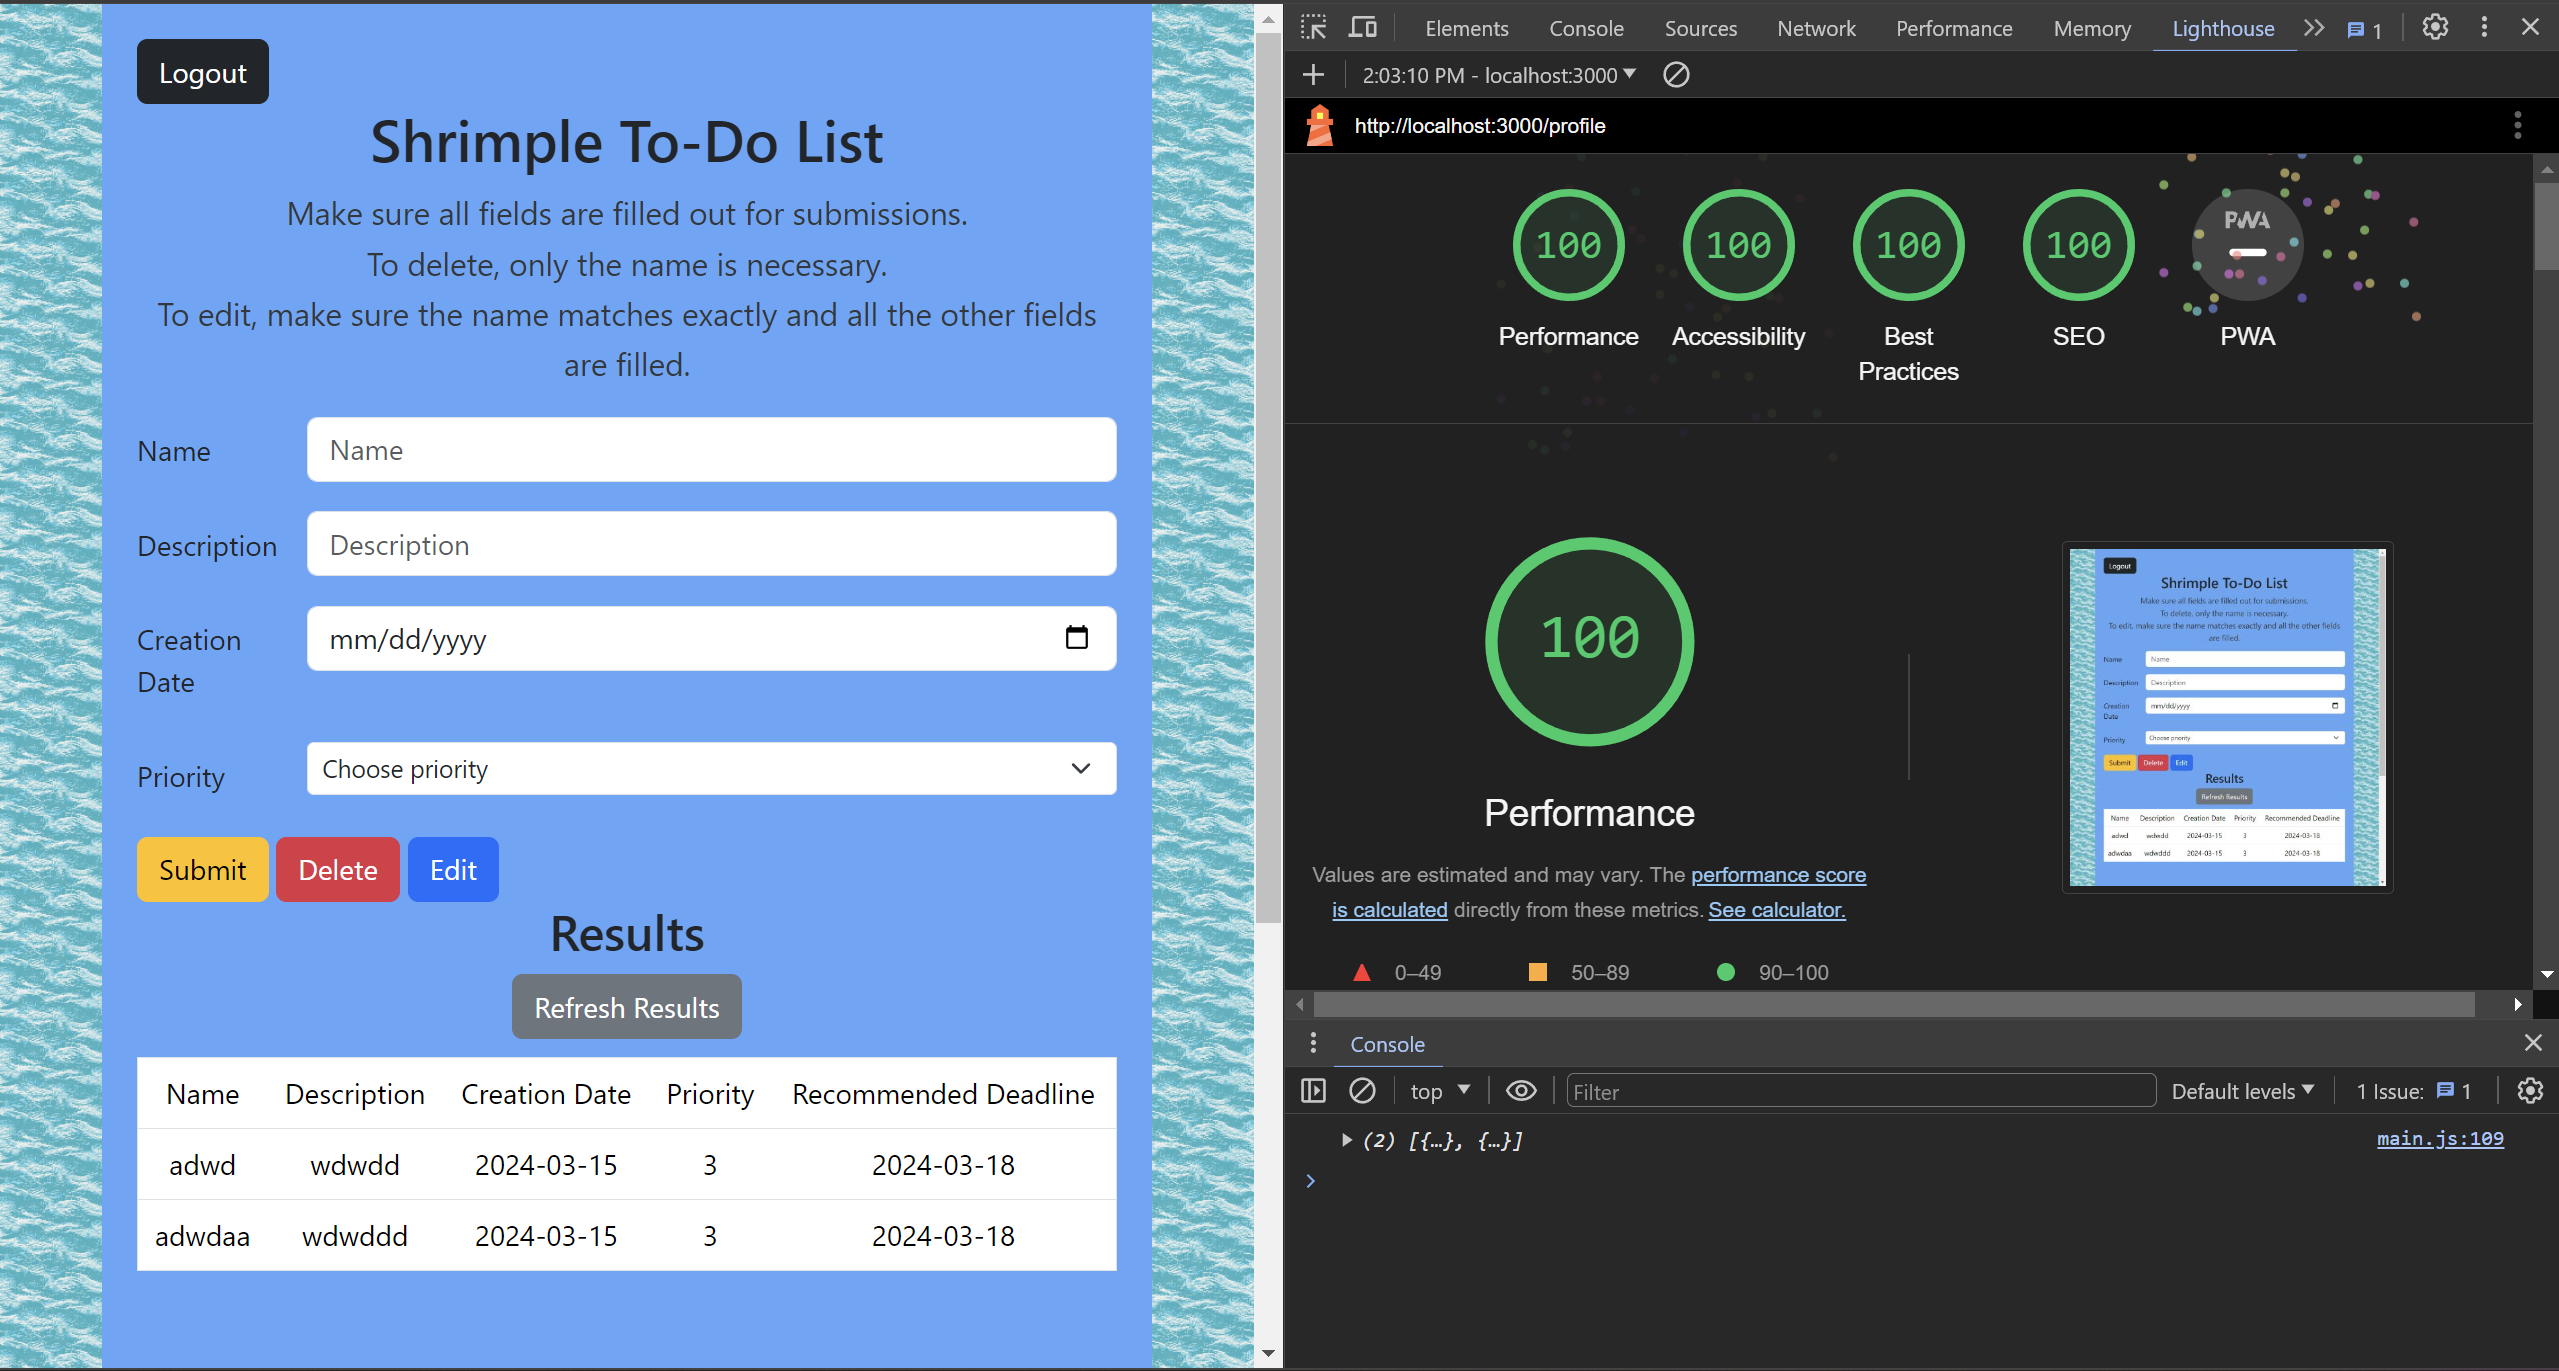 Logout
Shrimple To-Do List
Make sure all fields are filled out for submissions.
To delete, only the name is necessary.
To edit, make sure the name matches exactly and all the other fields
are filled.
Name
Name
Description
Description
Creation
Date
mm/dd/yyyy
Priority
Choose priority
Submit Delete Edit
Results
Refresh Results
Name Description Creation Date Priority Recommended Deadline
adwd wdwdd 2024-03-15 3 2024-03-18
adwdaa wdwddd 2024-03-15 3 2024-03-18
Elements Console Sources Network Performance Memory Lighthouse 1
2:03:10 PM - localhost:3000
http://localhost:3000/profile
100 100 100 100 PWA
Performance Accessibility Best Practices SEO PWA
100
Performance
Values are estimated and may vary. The performance score
is calculated directly from these metrics. See calculator.
0–49 50–89 90–100
Logout
Shrimple To-Do List
Make sure all fields are filled out for submissions.
To delete, only the name is necessary.
To edit, make sure the name matches exactly and all the other fields
are filled.
Name Name
Description Description
Creation
Date
mm/dd/yyyy
Priority Choose priority
Submit Delete Edit
Results
Refresh Results
Name Description Creation Date Priority Recommended Deadline
adwd wdwdd 2024-03-15 3 2024-03-18
adwdaa wdwddd 2024-03-15 3 2024-03-18
Console
top Filter Default levels 1 Issue: 1
(2) [{…}, {…}] main.js:109